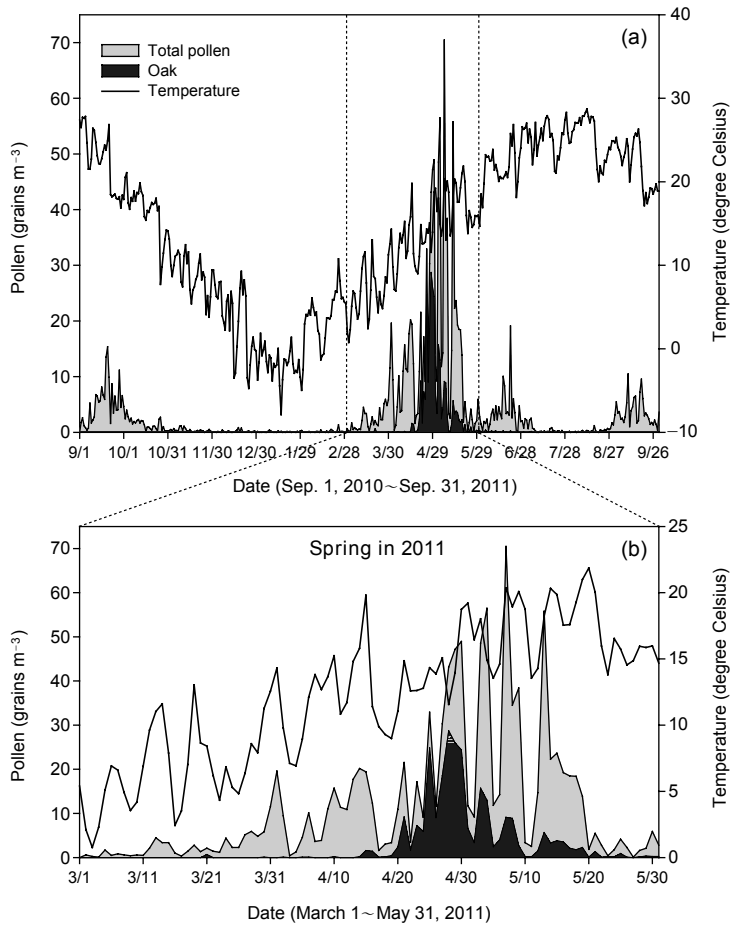 (a)
Total pollen
Oak
Temperature
Pollen (grains m⁻³)
70
60
50
40
30
20
10
0
Temperature (degree Celsius)
40
30
20
10
0
−10
9/1 10/1 10/31 11/30 12/30 1/29 2/28 3/30 4/29 5/29 6/28 7/28 8/27 9/26
Date (Sep. 1, 2010~Sep. 31, 2011)
Spring in 2011
(b)
Pollen (grains m⁻³)
70
60
50
40
30
20
10
0
Temperature (degree Celsius)
25
20
15
10
5
0
3/1 3/11 3/21 3/31 4/10 4/20 4/30 5/10 5/20 5/30
Date (March 1~May 31, 2011)